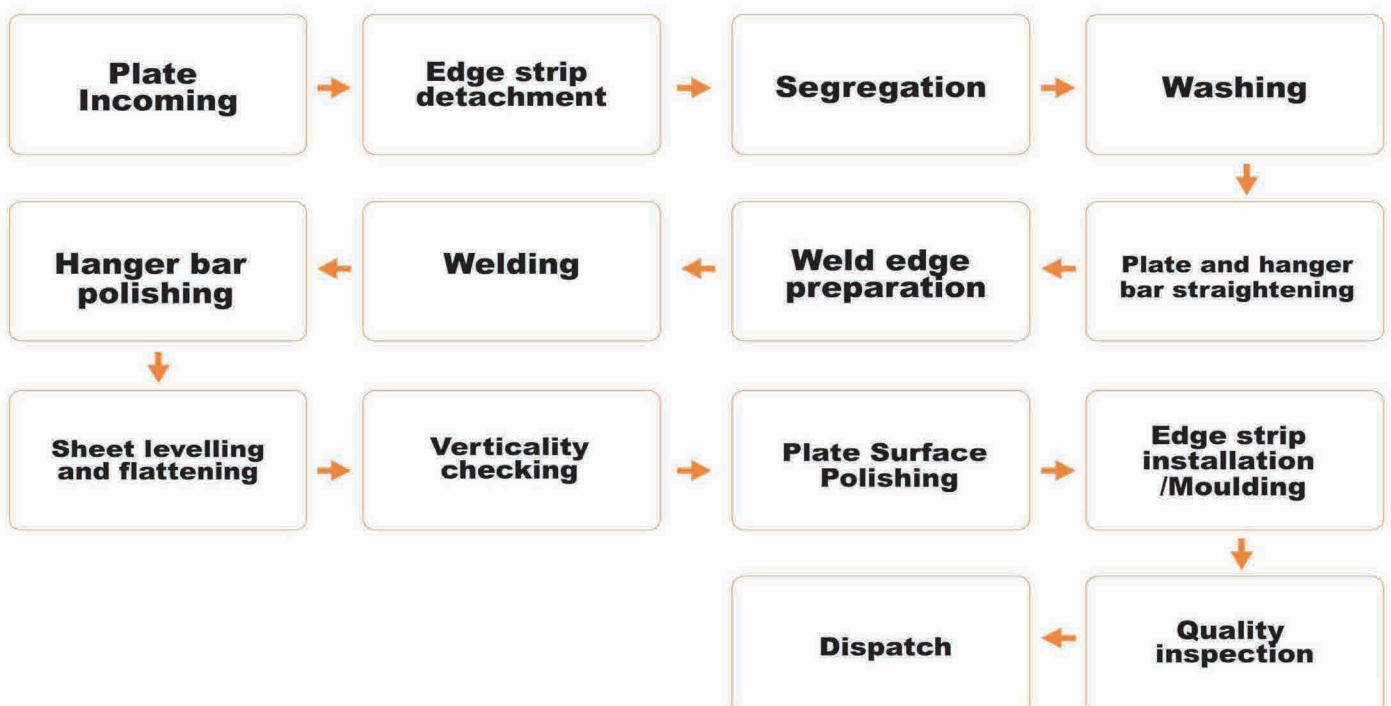 Plate
Incoming
Edge strip
detachment
Segregation
Washing
Plate and hanger
bar straightening
Weld edge
preparation
Welding
Hanger bar
polishing
Sheet levelling
and flattening
Verticality
checking
Plate Surface
Polishing
Edge strip
installation
/Moulding
Quality
inspection
Dispatch